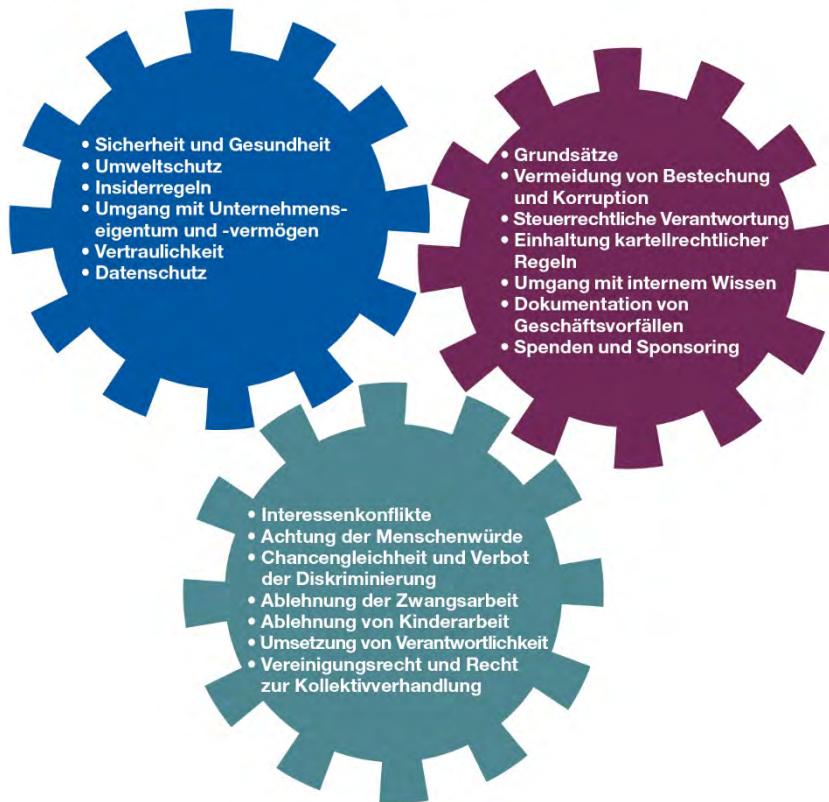 • Sicherheit und Gesundheit
• Umweltschutz
• Insiderregeln
• Umgang mit Unternehmens-
eigentum und -vermögen
• Vertraulichkeit
• Datenschutz
• Grundsätze
• Vermeidung von Bestechung
und Korruption
• Steuerrechtliche Verantwortung
• Einhaltung kartellrechtlicher
Regeln
• Umgang mit internem Wissen
• Dokumentation von
Geschäftsvorfällen
• Spenden und Sponsoring
• Interessenkonflikte
• Achtung der Menschenwürde
• Chancengleichheit und Verbot
der Diskriminierung
• Ablehnung der Zwangsarbeit
• Ablehnung von Kinderarbeit
• Umsetzung von Verantwortlichkeit
• Vereinigungsrecht und Recht
zur Kollektivverhandlung